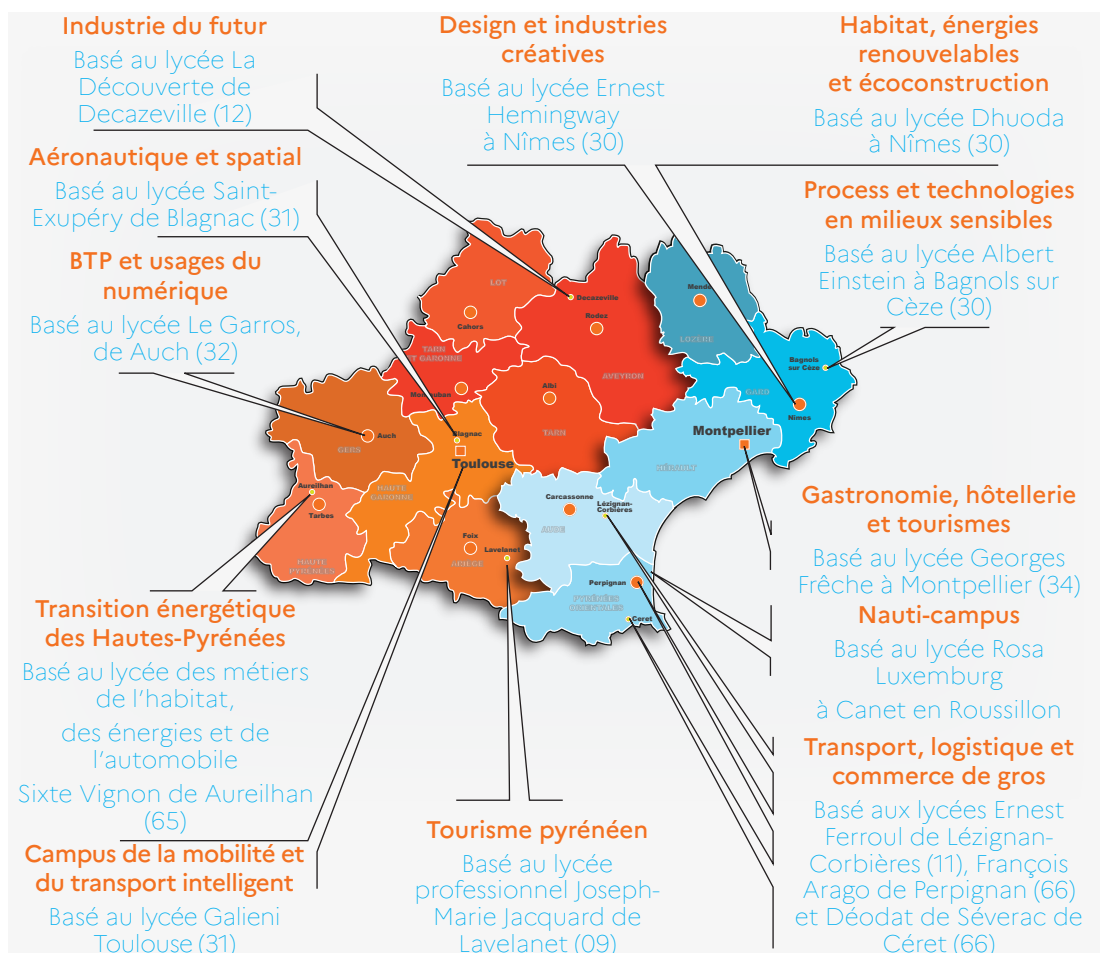 Industrie du futur
Basé au lycée La
Découverte de
Decazeville (12)
Aéronautique et spatial
Basé au lycée Saint-
Exupéry de Blagnac (31)
BTP et usages du
numérique
Basé au lycée Le Garros,
de Auch (32)
Design et industries
créatives
Basé au lycée Ernest
Hemingway
à Nîmes (30)
Habitat, énergies
renouvelables
et écoconstruction
Basé au lycée Dhuoda
à Nîmes (30)
Process et technologies
en milieux sensibles
Basé au lycée Albert
Einstein à Bagnols sur
Cèze (30)
LOT
Cahors
Decazeville
Rodez
AVEYRON
Mende
LOZERE
Bagnols
sur Cèze
GARD
Nîmes
TARN
ET GARONNE
Montauban
Albi
TARN
Auch
GERS
Blagnac
Toulouse
HAUTE
GARONNE
Montpellier
HÉRAULT
Aureilhan
Tarbes
HAUTE
PYRÉNÉES
Foix
ARIEGE
Lavelanet
Carcassonne
AUDE
Lézignan-
Corbières
Perpignan
PYRÉNÉES
ORIENTALES
Ceret
Transition énergétique
des Hautes-Pyrénées
Basé au lycée des métiers
de l'habitat,
des énergies et de
l'automobile
Sixte Vignon de Aureilhan
(65)
Campus de la mobilité et
du transport intelligent
Basé au lycée Galieni
Toulouse (31)
Tourisme pyrénéen
Basé au lycée
professionnel Joseph-
Marie Jacquard de
Lavelanet (09)
Gastronomie, hôtellerie
et tourismes
Basé au lycée Georges
Frêche à Montpellier (34)
Nauti-campus
Basé au lycée Rosa
Luxemburg
à Canet en Roussillon
Transport, logistique et
commerce de gros
Basé aux lycées Ernest
Ferroul de Lézignan-
Corbières (11), François
Arago de Perpignan (66)
et Déodat de Séverac de
Céret (66)